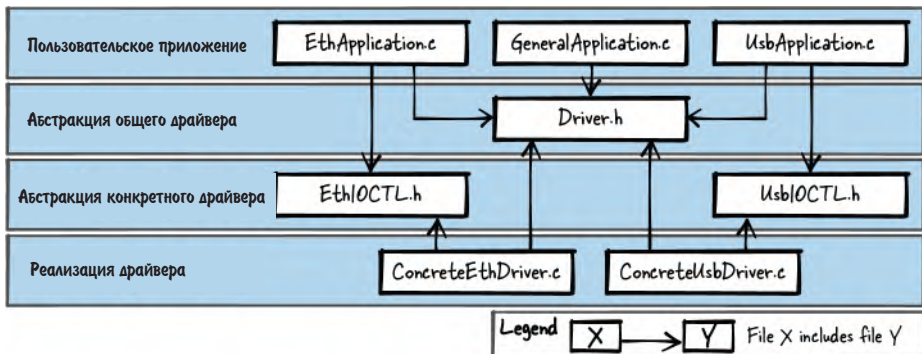 Пользовательское приложение
EthApplication.c
GeneralApplication.c
UsbApplication.c
Абстракция общего драйвера
Driver.h
Абстракция конкретного драйвера
EthIOCTL.h
UsbIOCTL.h
Реализация драйвера
ConcreteEthDriver.c
ConcreteUsbDriver.c
Legend X Y File X includes file Y